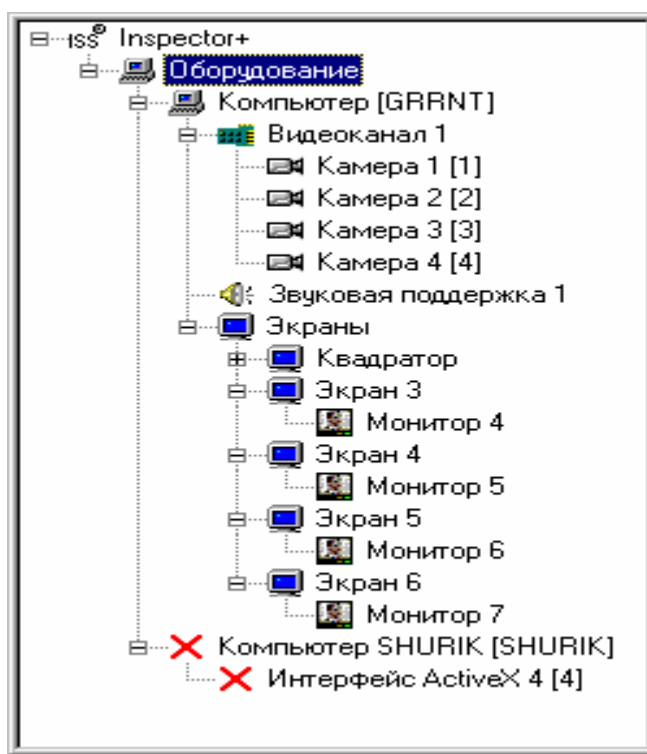 ISS® Inspector+
Оборудование
Компьютер [GRRNT]
Видеоканал 1
Камера 1 [1]
Камера 2 [2]
Камера 3 [3]
Камера 4 [4]
Звуковая поддержка 1
Экраны
Квадратор
Экран 3
Монитор 4
Экран 4
Монитор 5
Экран 5
Монитор 6
Экран 6
Монитор 7
Компьютер SHURIK [SHURIK]
Интерфейс ActiveX 4 [4]